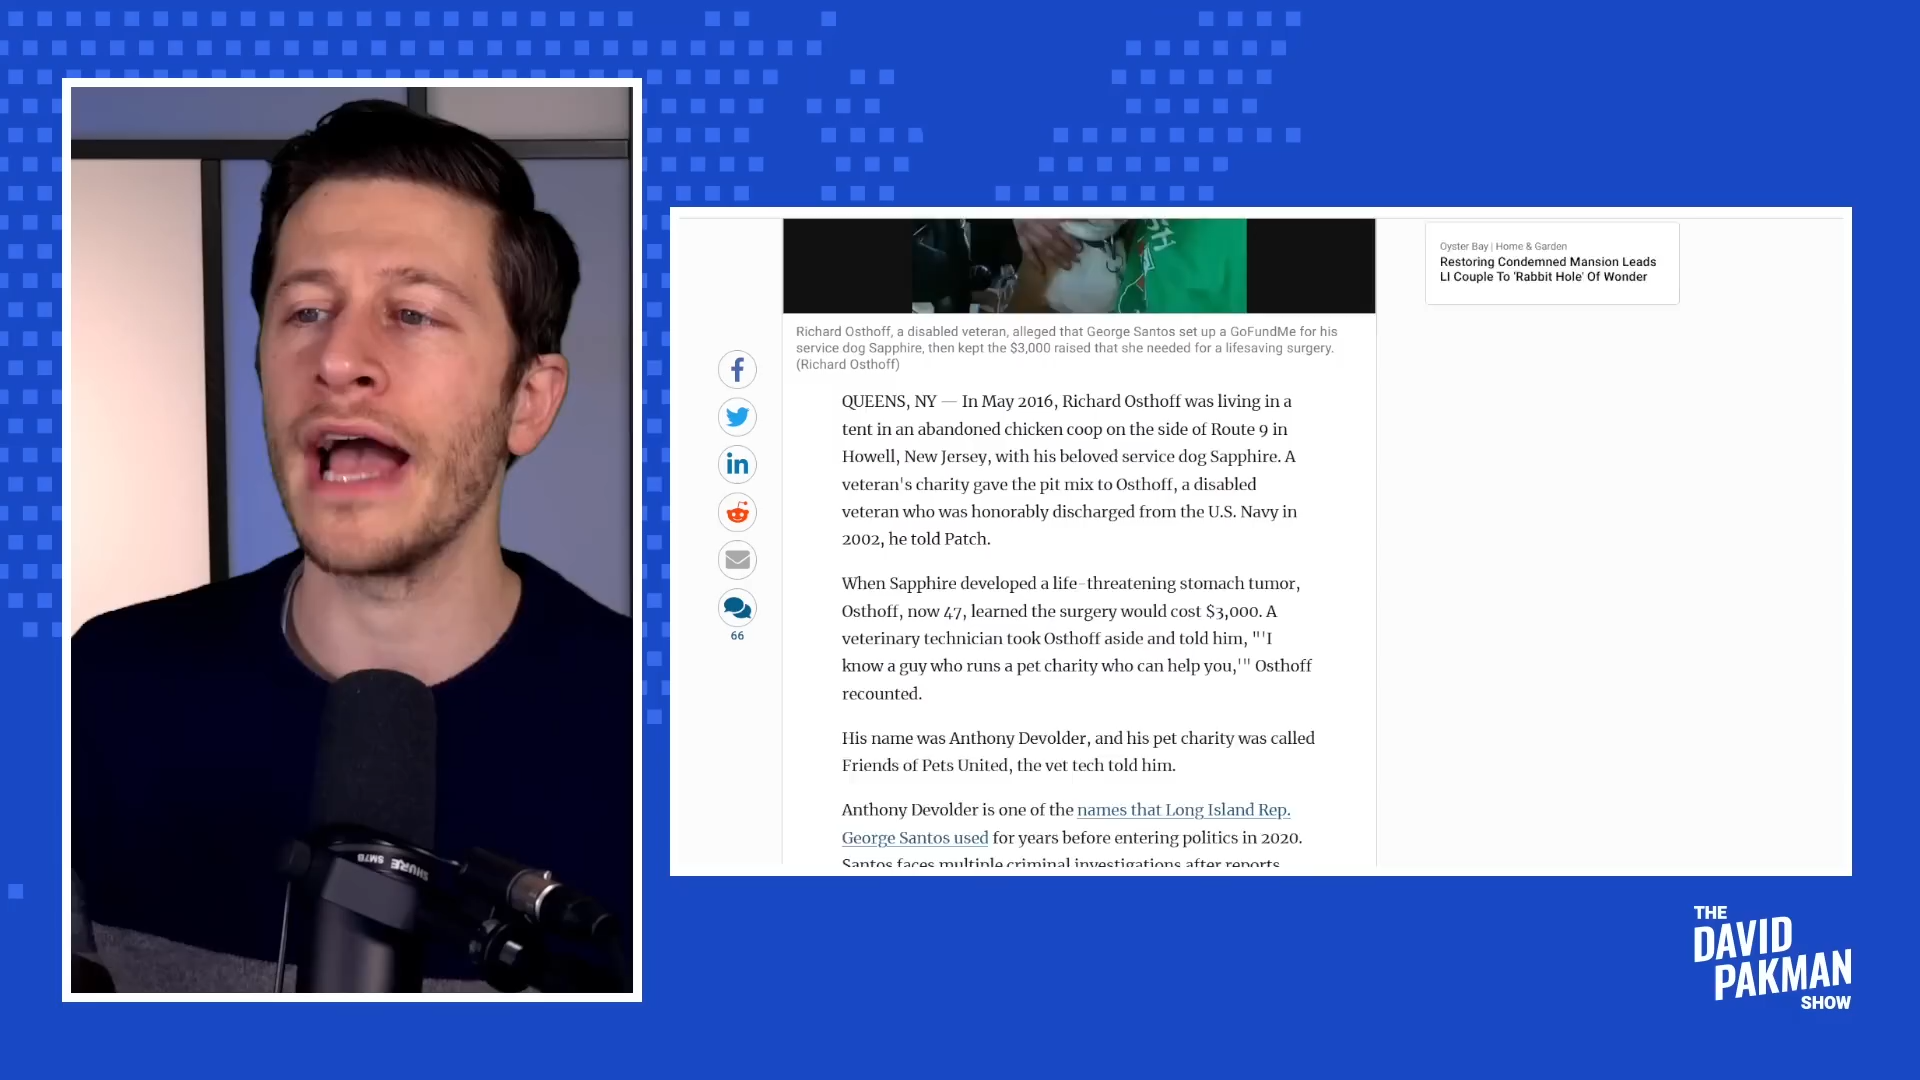 Oyster Bay | Home & Garden
Restoring Condemned Mansion Leads
LI Couple To 'Rabbit Hole' Of Wonder
SH
Richard Osthoff, a disabled veteran, alleged that George Santos set up a GoFundMe for his
service dog Sapphire, then kept the $3,000 raised that she needed for a lifesaving surgery.
(Richard Osthoff)
QUEENS, NY — In May 2016, Richard Osthoff was living in a
tent in an abandoned chicken coop on the side of Route 9 in
Howell, New Jersey, with his beloved service dog Sapphire. A
veteran's charity gave the pit mix to Osthoff, a disabled
veteran who was honorably discharged from the U.S. Navy in
2002, he told Patch.
When Sapphire developed a life-threatening stomach tumor,
Osthoff, now 47, learned the surgery would cost $3,000. A
veterinary technician took Osthoff aside and told him, "'I
know a guy who runs a pet charity who can help you,'" Osthoff
recounted.
His name was Anthony Devolder, and his pet charity was called
Friends of Pets United, the vet tech told him.
Anthony Devolder is one of the names that Long Island Rep.
George Santos used for years before entering politics in 2020.
Santos faces multiple criminal investigations after reports
f
in
66
SHURE
SM7B
THE
DAVID
PAKMAN
SHOW